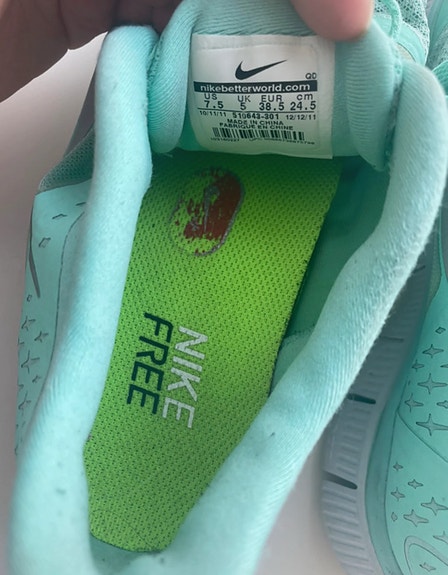 QD
nikebetterworld.com
US UK EUR cm
7.5 5 38.5 24.5
10/11/11 510643-301 12/12/11
MADE IN CHINA
FABRIQUE EN CHINE
NIKE
FREE